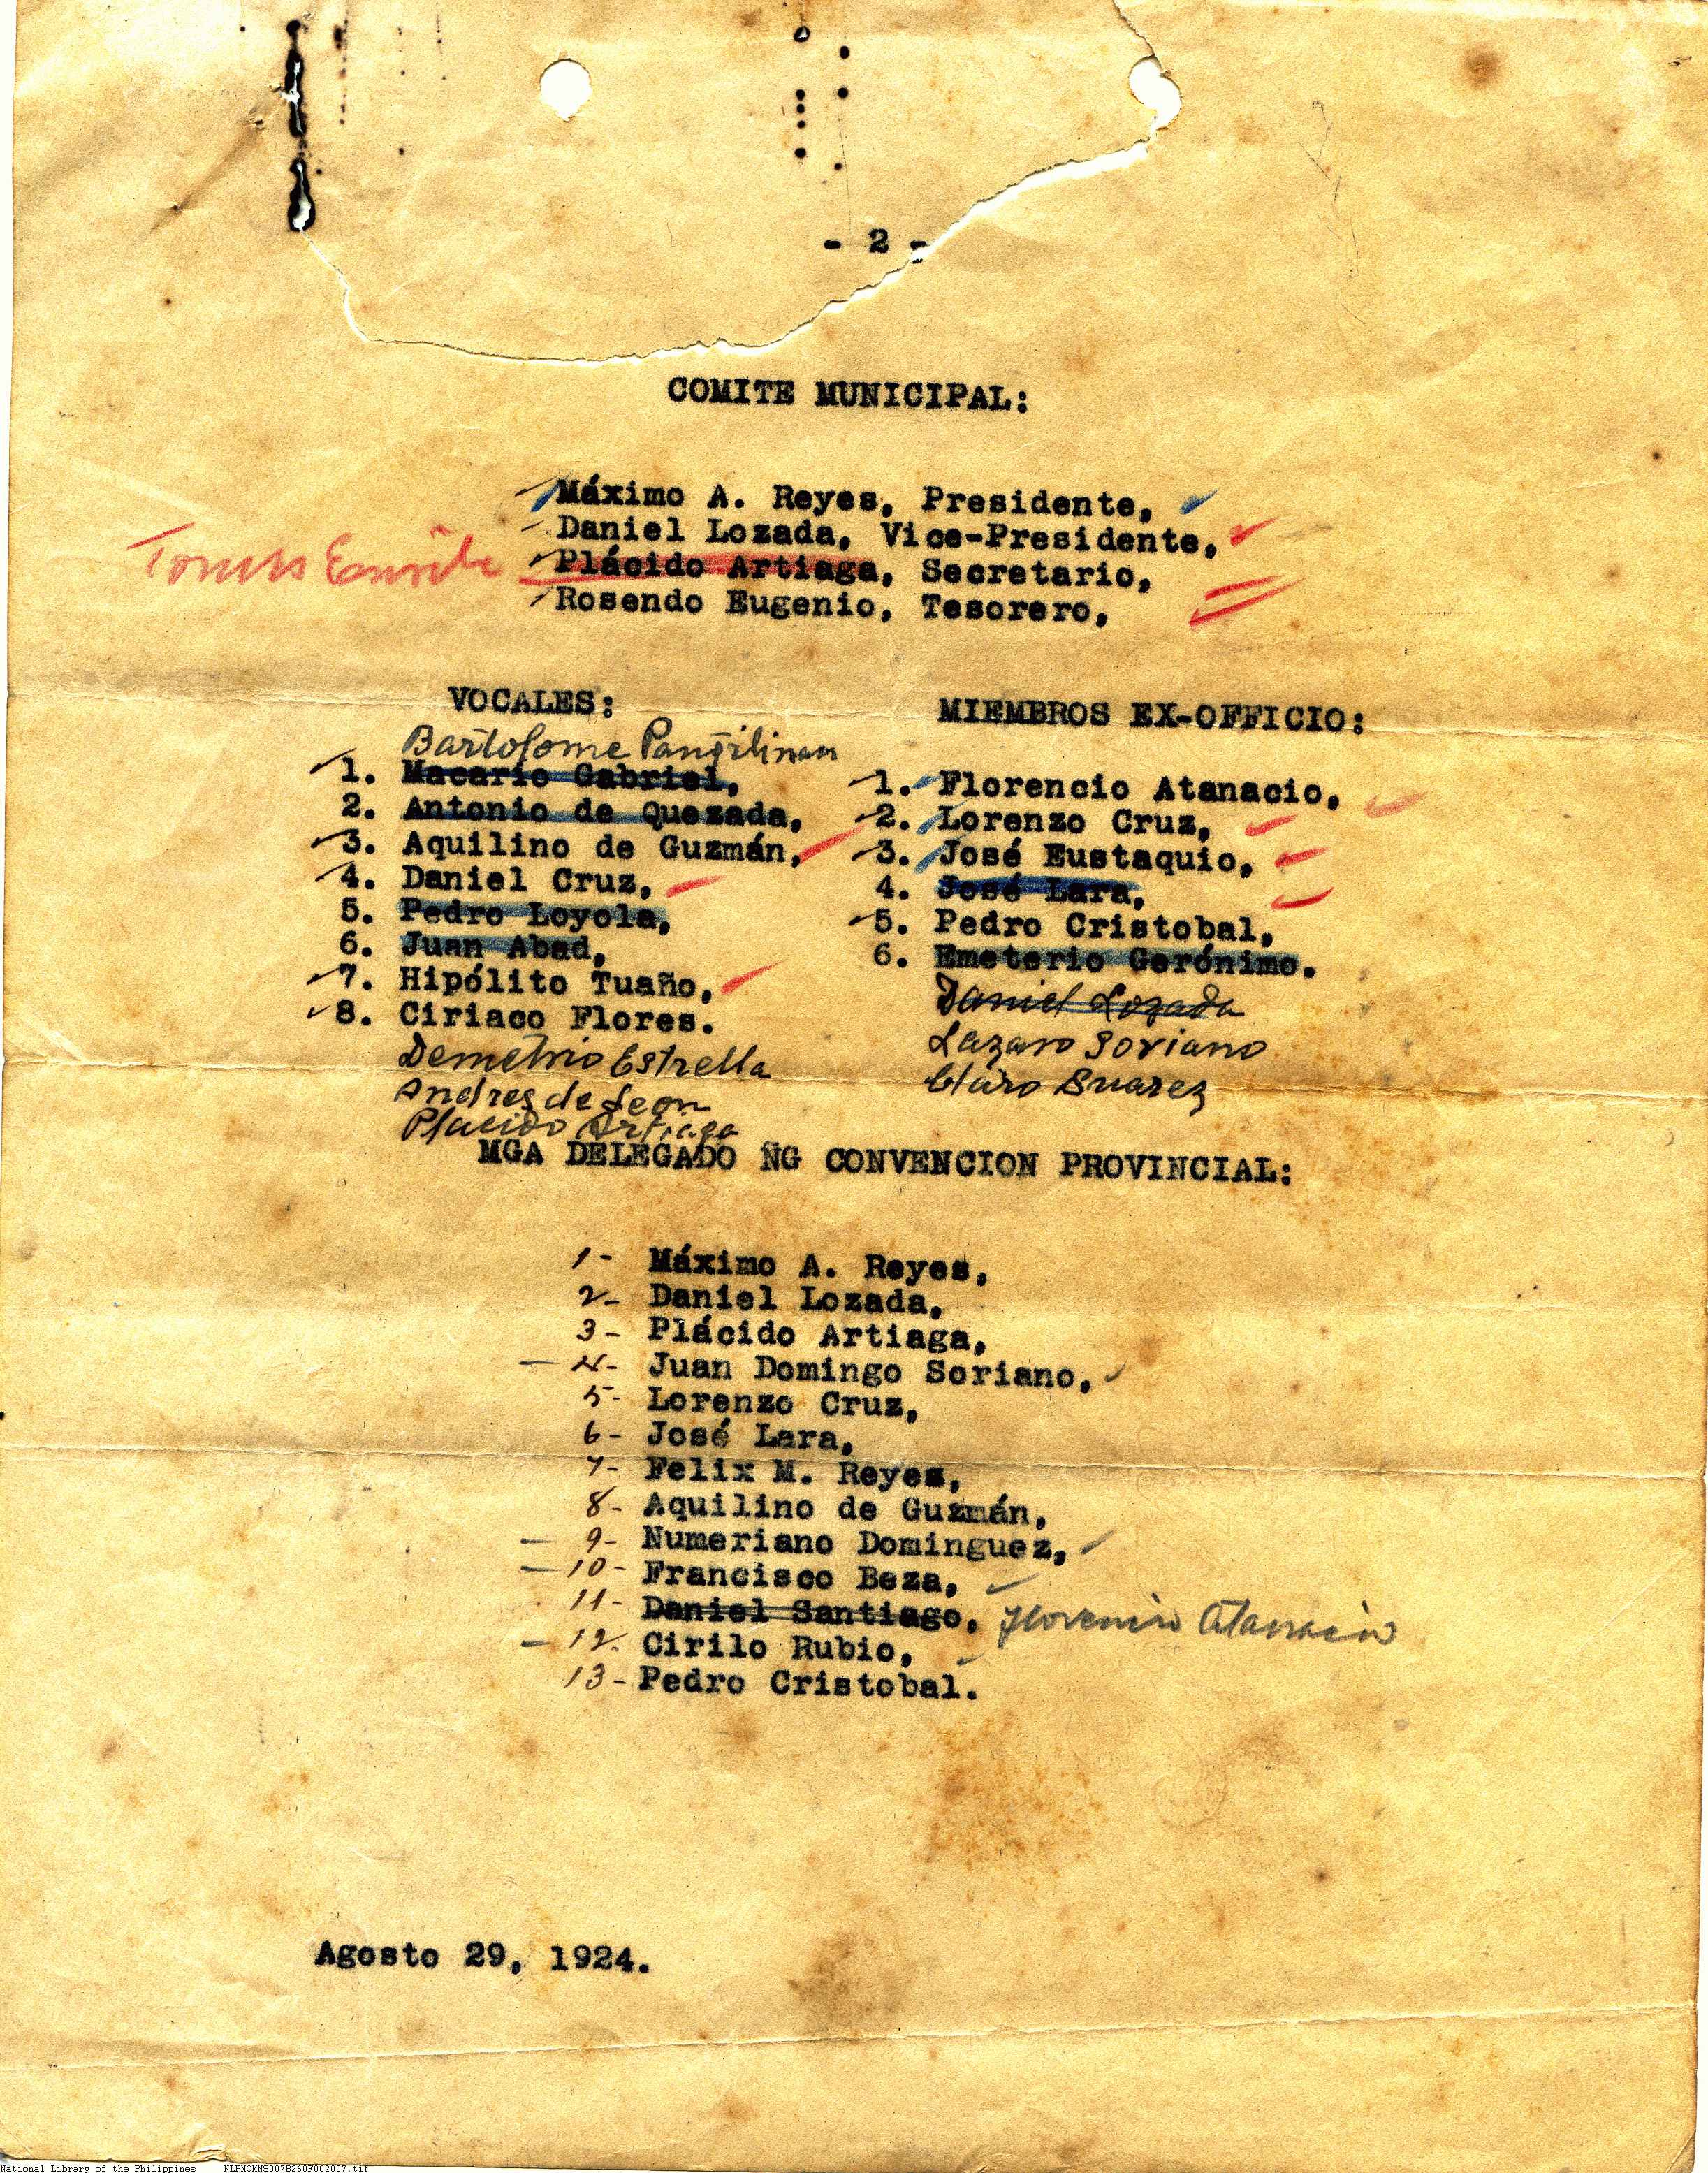 - 2 -
COMITE MUNICIPAL:
Máximo A. Reyes, Presidente,
Daniel Lozada, Vice-Presidente,
Tomas
Plácido Artiaga, Secretario,
Rosendo Eugenio, Tesorero,
VOCALES:
Bartolome Pangilinan
1. Macario Gabriel,
2. Antonio de Quezada,
3. Aquilino de Guzmán,
4. Daniel Cruz,
5. Pedro Loyola,
6. Juan Abad,
7. Hipólito Tuaño,
8. Ciriaco Flores.
Demetrio Estrella
Andres de Leon
Placido Artiaga
MIEMBROS EX-OFFICIO:
1. Florencio Atanacio,
2. Lorenzo Cruz,
3. José Eustaquio,
4. José Lara,
5. Pedro Cristobal,
6. Emeterio Gerónimo.
Daniel Lozada
Lazaro Soriano
Claro Suarez
MGA DELEGADO ÑG CONVENCION PROVINCIAL:
1- Máximo A. Reyes,
2- Daniel Lozada,
3- Plácido Artiaga,
4- Juan Domingo Soriano,
5- Lorenzo Cruz,
6- José Lara,
7- Felix M. Reyes,
8- Aquilino de Guzmán,
9- Numeriano Dominguez,
10- Francisco Beza,
11- Daniel Santiago, Florencio Atanacio
12- Cirilo Rubio,
13- Pedro Cristobal.
Agosto 29, 1924.
National Library of the Philippines NLPMQMNS007B260F002007.tif